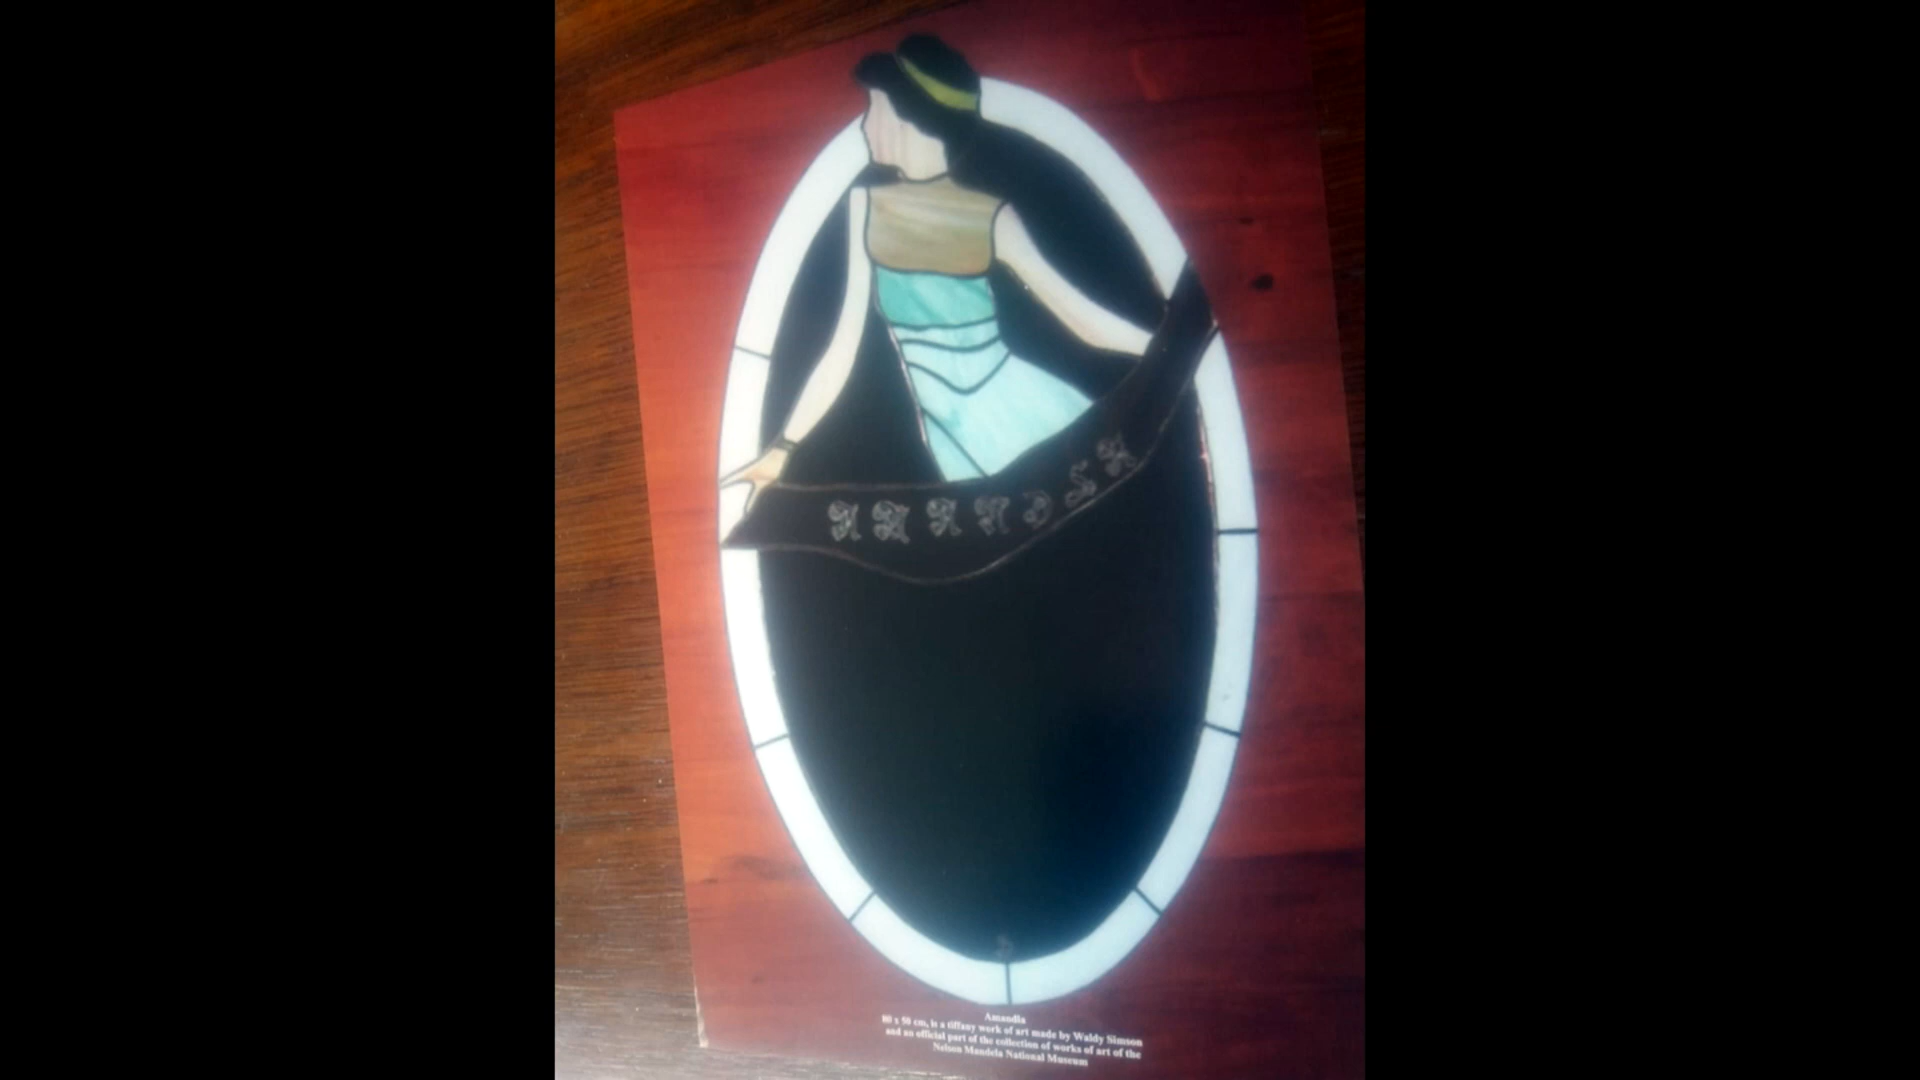 AMANDLA
Amandla
80 x 50 cm, is a tiffany work of art made by Waldy Simson
and an official part of the collection of works of art of the
Nelson Mandela National Museum